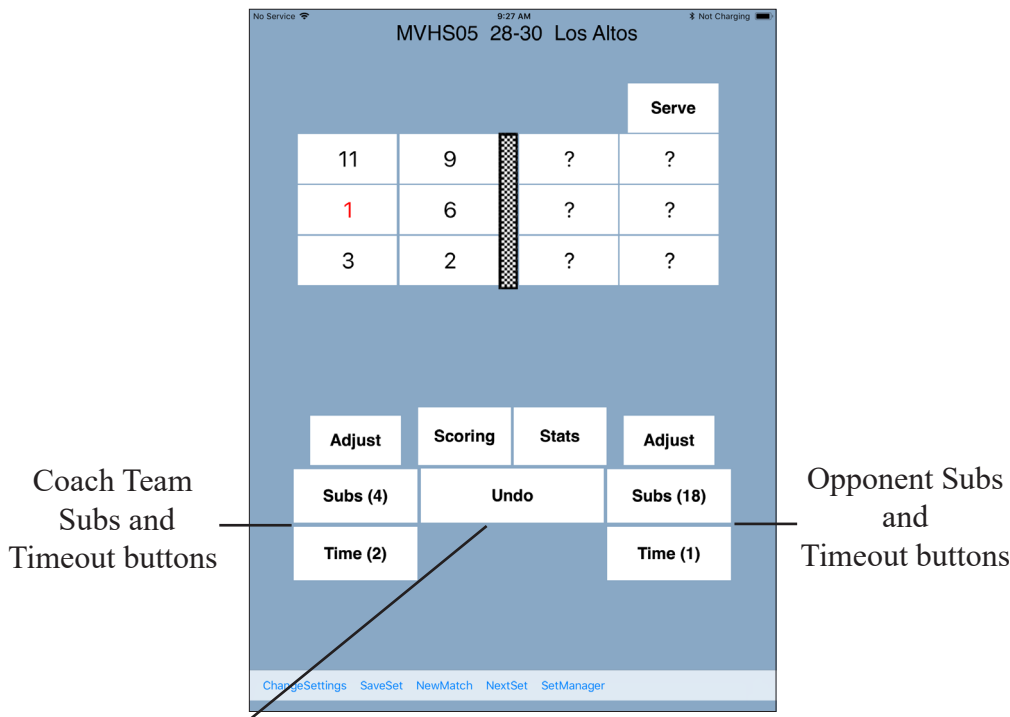 No Service 9:27 AM Not Charging
MVHS05 28-30 Los Altos
Serve
11 9 ? ?
1 6 ? ?
3 2 ? ?
Adjust Scoring Stats Adjust
Subs (4) Undo Subs (18)
Time (2) Time (1)
Coach Team
Subs and
Timeout buttons
Opponent Subs
and
Timeout buttons
ChangeSettings SaveSet NewMatch NextSet SetManager